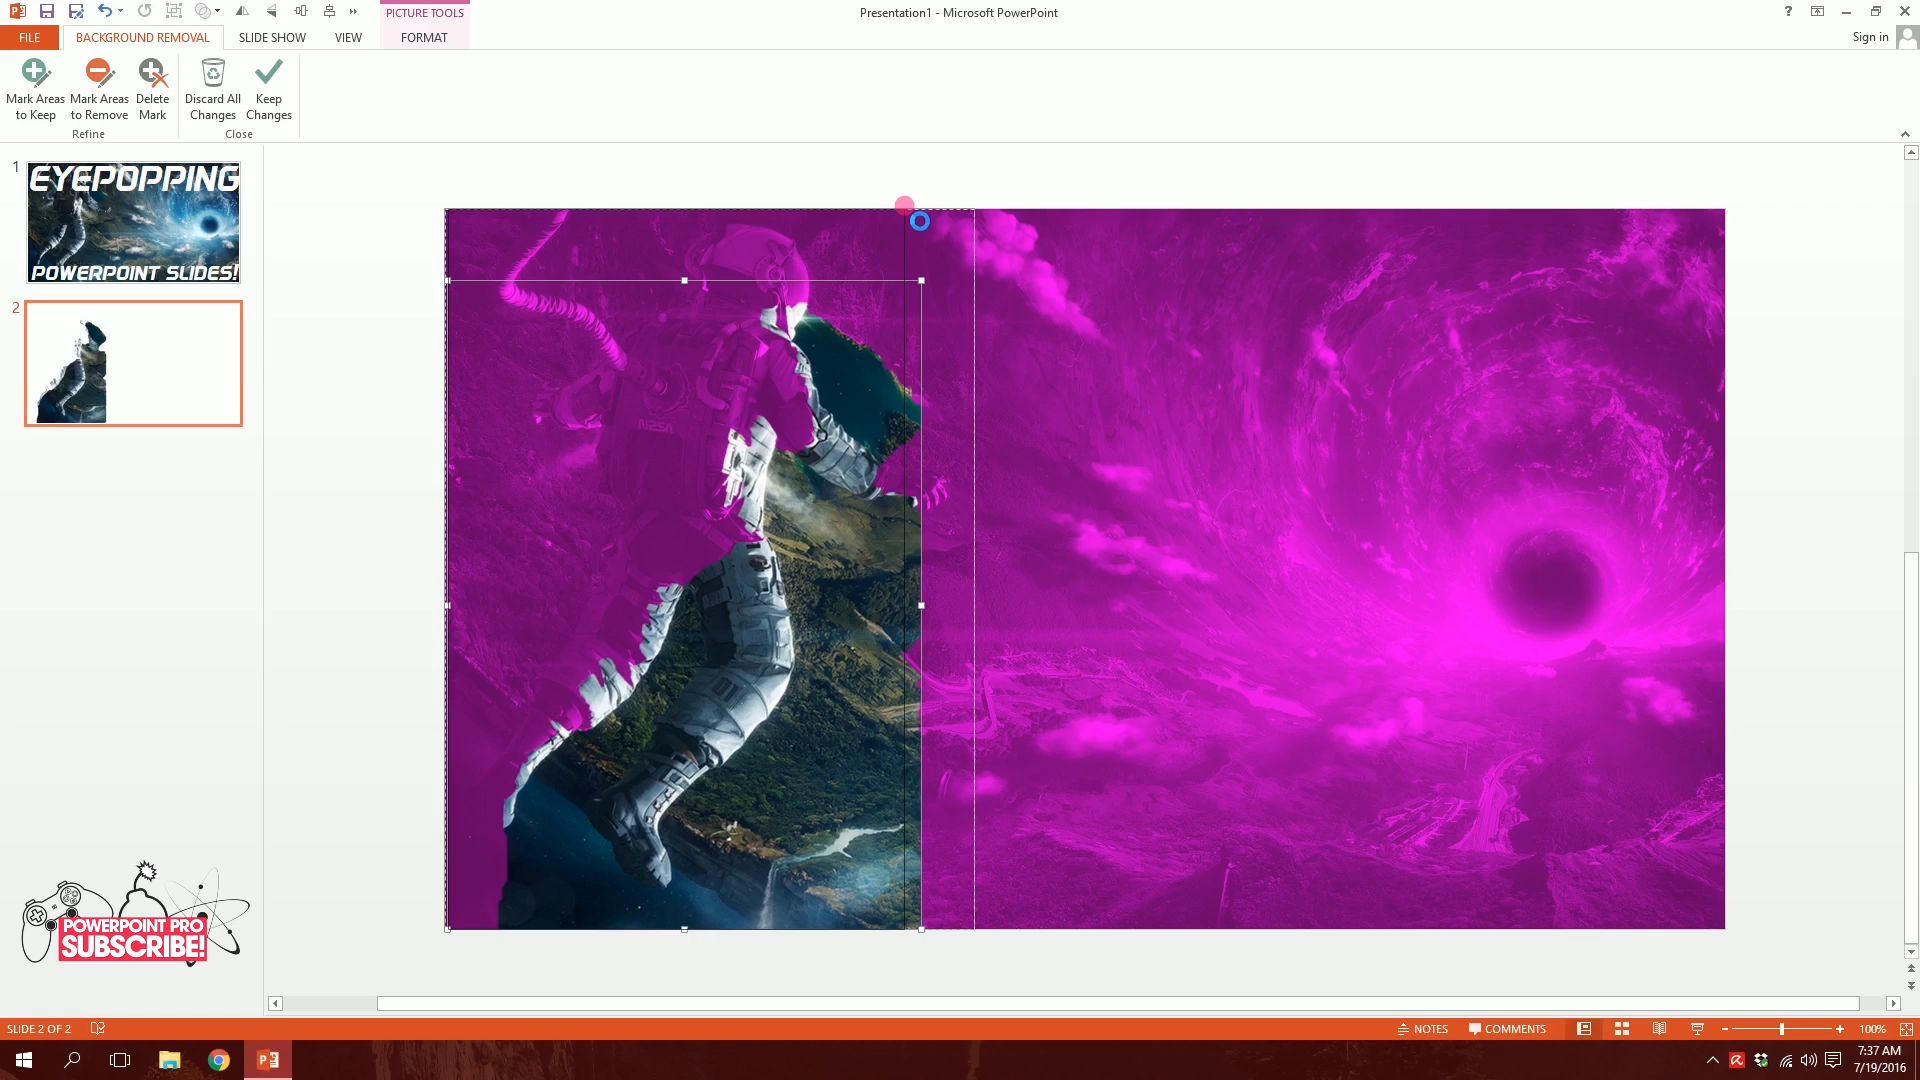 PICTURE TOOLS
Presentation1 - Microsoft PowerPoint
?
FILE
BACKGROUND REMOVAL
SLIDE SHOW
VIEW
FORMAT
Sign in
Mark Areas
to Keep
Mark Areas
to Remove
Delete
Mark
Discard All
Changes
Keep
Changes
Refine
Close
1
EYEPOPPING
POWERPOINT SLIDES!
2
POWERPOINT PRO
SUBSCRIBE!
SLIDE 2 OF 2
NOTES
COMMENTS
100%
7:37 AM
7/19/2016